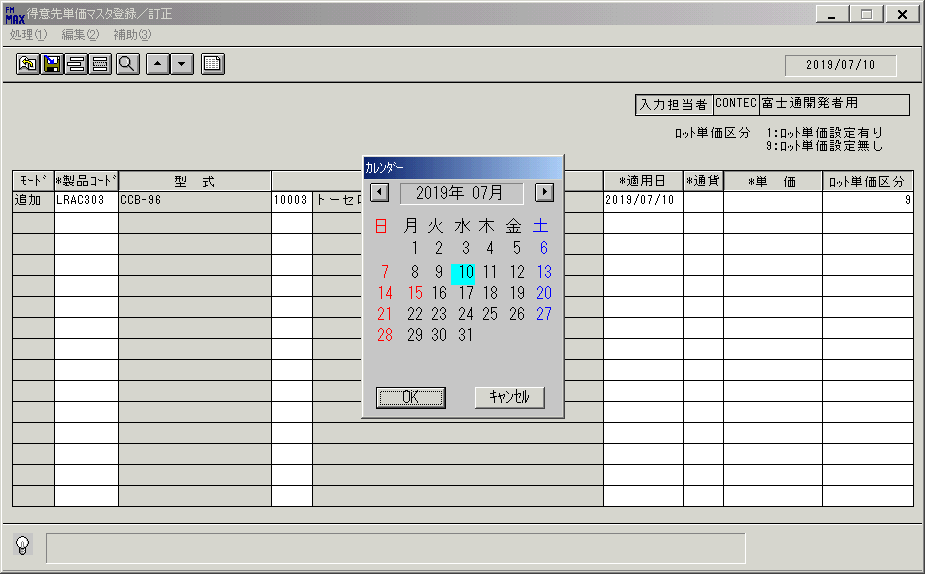 FM MAX 得意先単価マスタ登録／訂正
処理(1) 編集(2) 補助(3)
2019/07/10
入力担当者 CONTEC 富士通開発者用
ﾛｯﾄ単価区分 1:ﾛｯﾄ単価設定有り
9:ﾛｯﾄ単価設定無し
ﾓｰﾄﾞ *製品ｺｰﾄﾞ 型 式 *適用日 *通貨 *単 価 ﾛｯﾄ単価区分
追加 LRAC303 CCB-96 10003 トーセロ 2019/07/10 9
ｶﾚﾝﾀﾞｰ
2019年 07月
日 月 火 水 木 金 土
1 2 3 4 5 6
7 8 9 10 11 12 13
14 15 16 17 18 19 20
21 22 23 24 25 26 27
28 29 30 31
OK ｷｬﾝｾﾙ